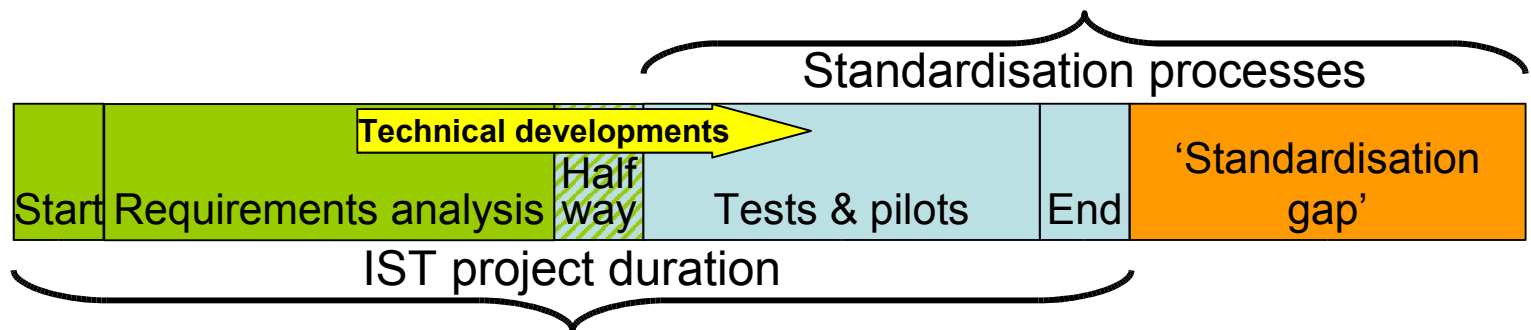 Standardisation processes
Technical developments
Start
Requirements analysis
Half
way
Tests & pilots
End
‘Standardisation
gap’
IST project duration